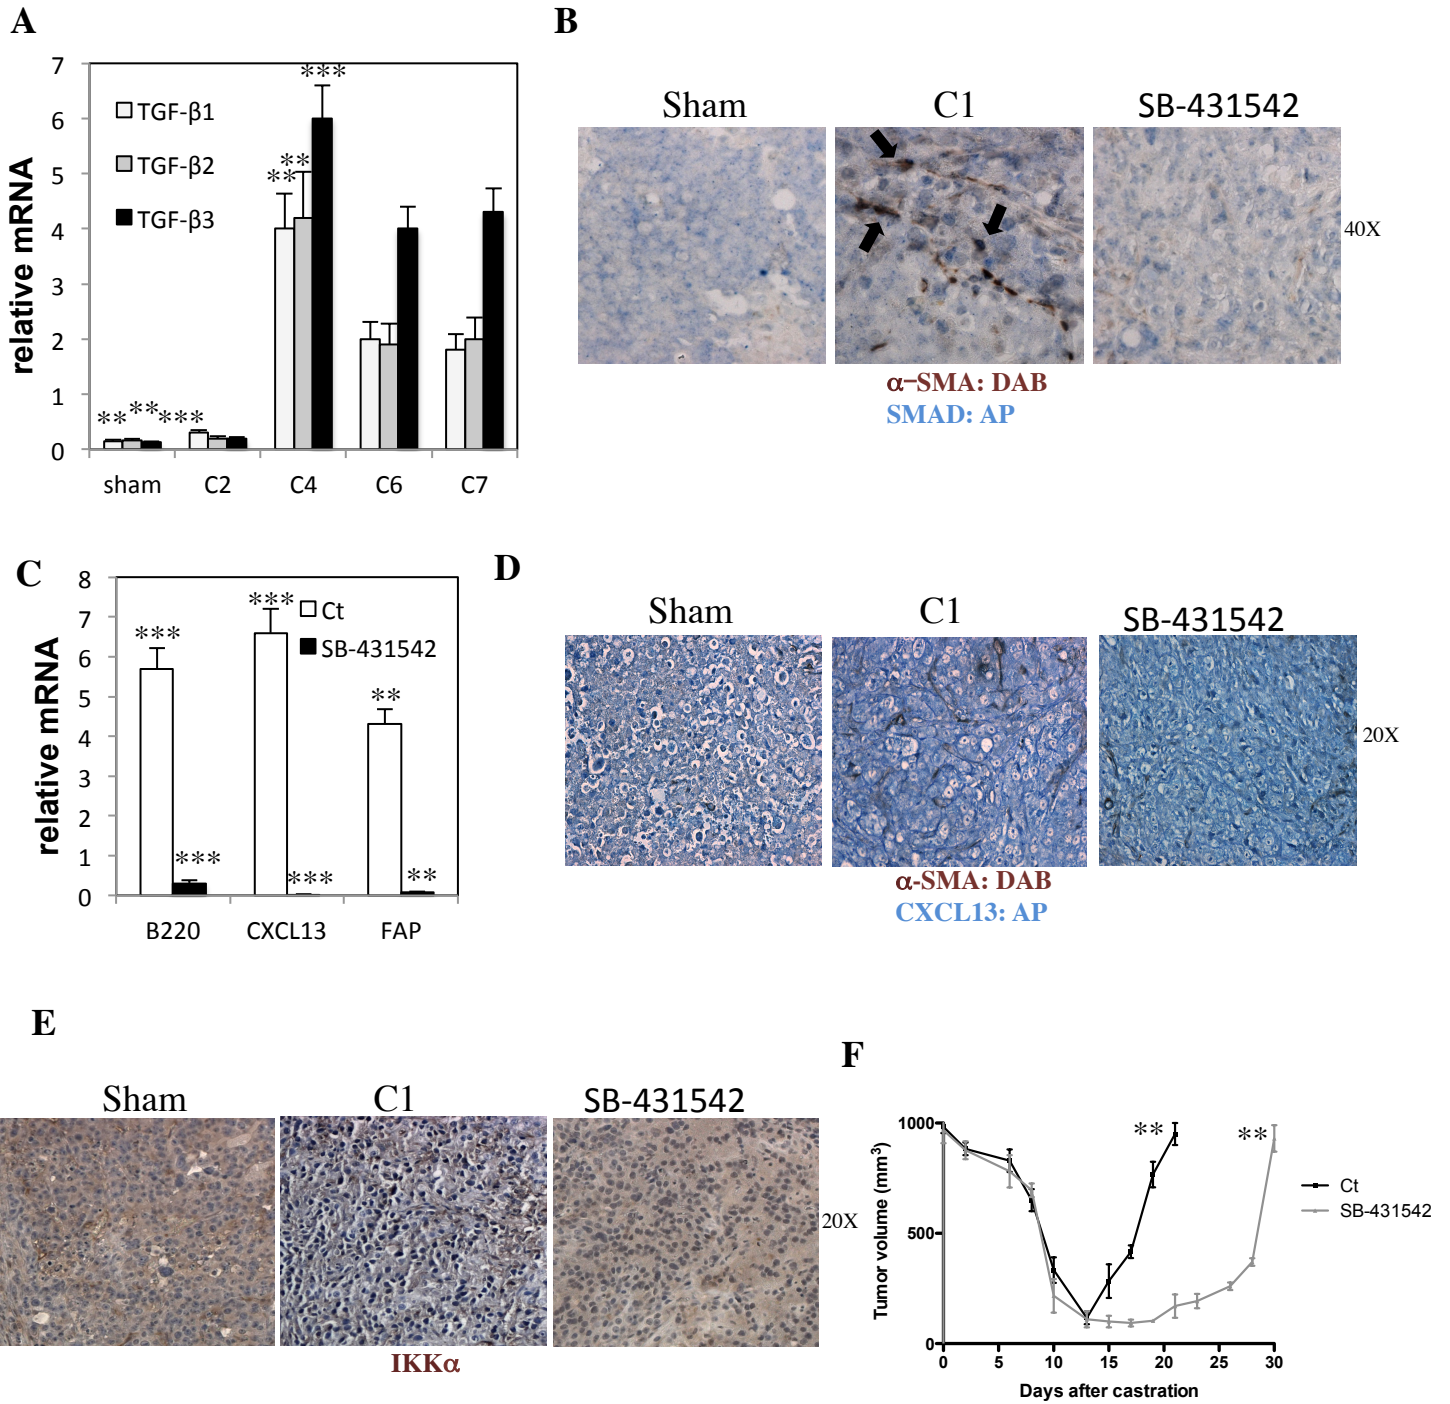 A
7
6
5
4
3
2
1
0
relative mRNA
TGF-β1
TGF-β2
TGF-β3
***
**
**
** ** ***
sham C2 C4 C6 C7
B
Sham C1 SB-431542
40X
α-SMA: DAB
SMAD: AP
C
8
7
6
5
4
3
2
1
0
relative mRNA
Ct
SB-431542
***
***
***
***
**
**
B220 CXCL13 FAP
D
Sham C1 SB-431542
20X
α-SMA: DAB
CXCL13: AP
E
Sham C1 SB-431542
20X
IKKα
F
1000
500
0
Tumor volume (mm³)
** **
Ct
SB-431542
0 5 10 15 20 25 30
Days after castration